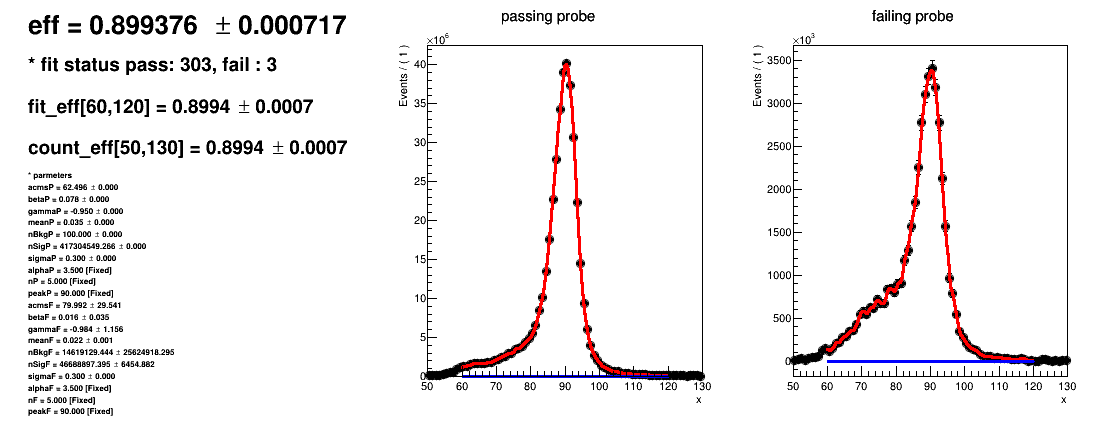 eff = 0.899376 ± 0.000717
* fit status pass: 303, fail : 3
fit_eff[60,120] = 0.8994 ± 0.0007
count_eff[50,130] = 0.8994 ± 0.0007
* parmeters
acmsP = 62.496 ± 0.000
betaP = 0.078 ± 0.000
gammaP = -0.950 ± 0.000
meanP = 0.035 ± 0.000
nBkgP = 100.000 ± 0.000
nSigP = 417304549.266 ± 0.000
sigmaP = 0.300 ± 0.000
alphaP = 3.500 [Fixed]
nP = 5.000 [Fixed]
peakP = 90.000 [Fixed]
acmsF = 79.992 ± 29.541
betaF = 0.016 ± 0.035
gammaF = -0.984 ± 1.156
meanF = 0.022 ± 0.001
nBkgF = 14619129.444 ± 25624918.295
nSigF = 46688897.395 ± 6454.882
sigmaF = 0.300 ± 0.000
alphaF = 3.500 [Fixed]
nF = 5.000 [Fixed]
peakF = 90.000 [Fixed]
passing probe
×10⁶
Events / ( 1 )
40
35
30
25
20
15
10
5
0
50 60 70 80 90 100 110 120 130
x
failing probe
×10³
Events / ( 1 )
3500
3000
2500
2000
1500
1000
500
0
50 60 70 80 90 100 110 120 130
x